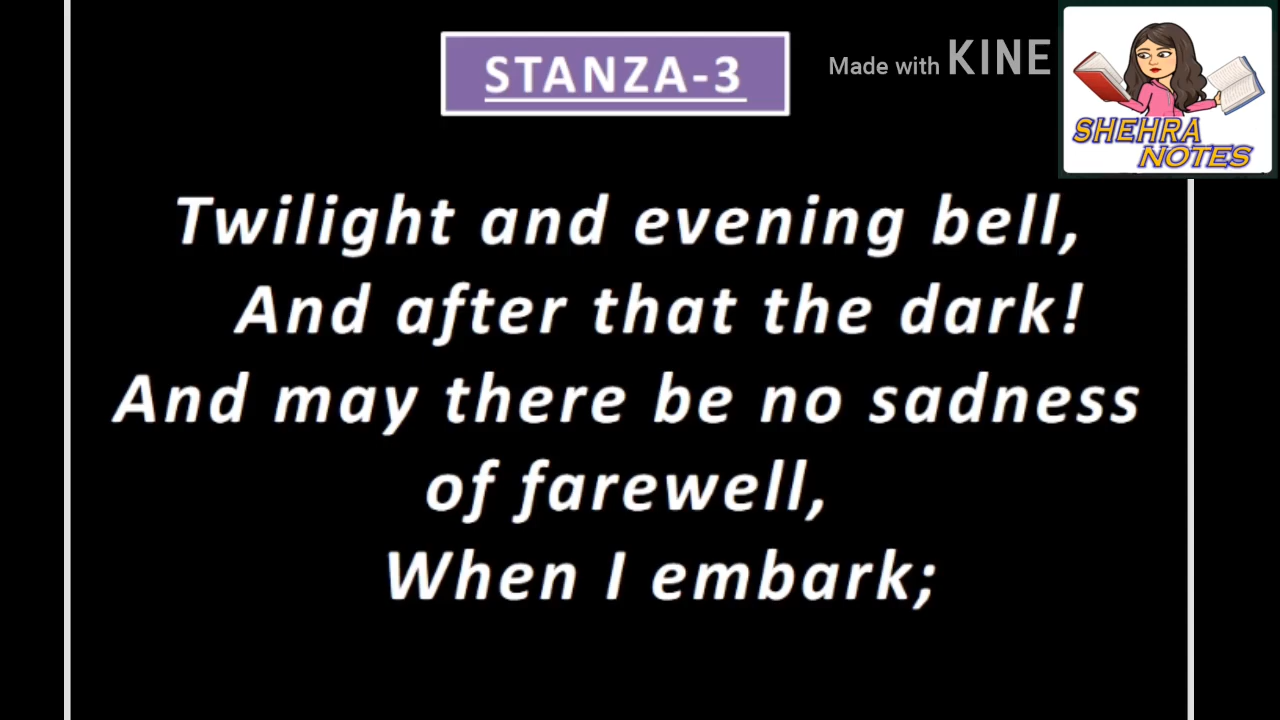 STANZA-3
Made with KINE
SHEHRA
NOTES
Twilight and evening bell,
And after that the dark!
And may there be no sadness
of farewell,
When I embark;